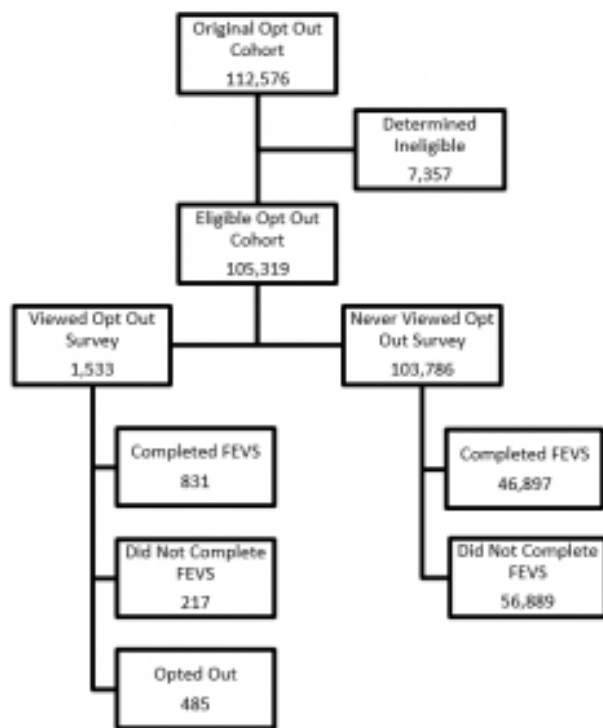 Original Opt Out
Cohort
112,576
Determined
Ineligible
7,357
Eligible Opt Out
Cohort
105,319
Viewed Opt Out
Survey
1,533
Never Viewed Opt
Out Survey
103,786
Completed FEVS
831
Completed FEVS
46,897
Did Not Complete
FEVS
217
Did Not Complete
FEVS
56,889
Opted Out
485